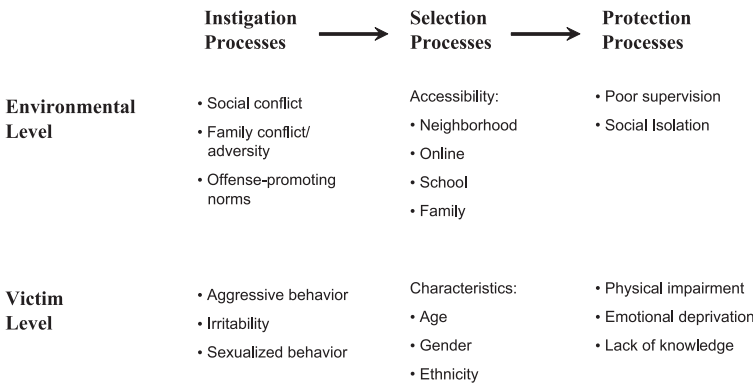 Instigation
Processes
Selection
Processes
Protection
Processes
Environmental
Level
• Social conflict
• Family conflict/
adversity
• Offense-promoting
norms
Accessibility:
• Neighborhood
• Online
• School
• Family
• Poor supervision
• Social Isolation
Victim
Level
• Aggressive behavior
• Irritability
• Sexualized behavior
Characteristics:
• Age
• Gender
• Ethnicity
• Physical impairment
• Emotional deprivation
• Lack of knowledge